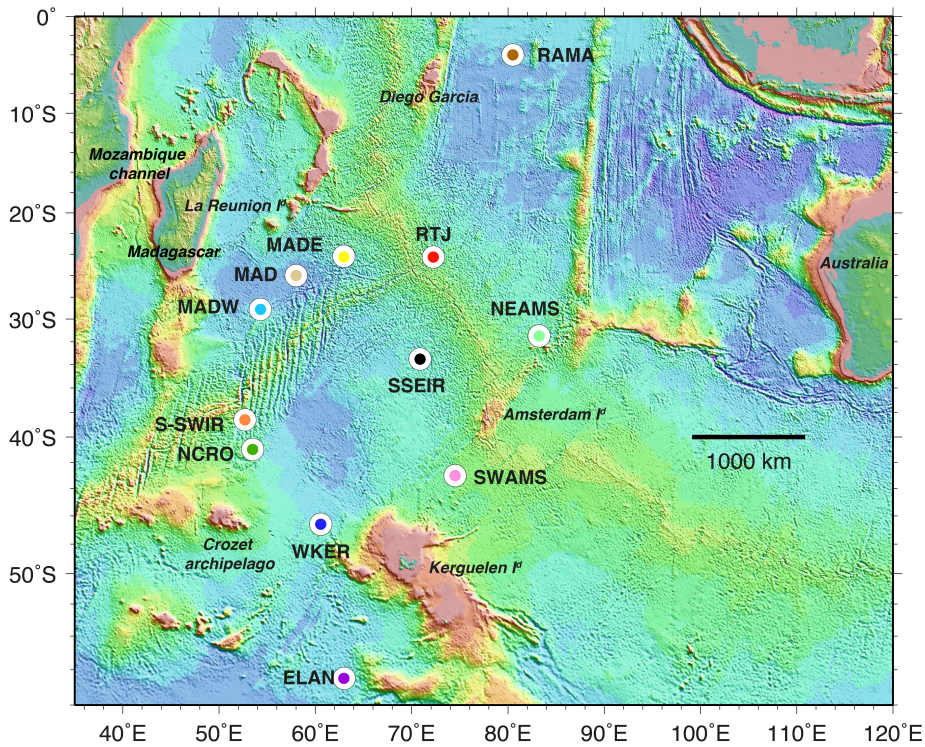 0°
RAMA
Diego Garcia
10°S
Mozambique
channel
La Reunion Iᵈ
20°S
MADE
RTJ
Madagascar
MAD
Australia
MADW
NEAMS
30°S
SSEIR
Amsterdam Iᵈ
S-SWIR
40°S
NCRO
1000 km
SWAMS
Crozet
archipelago
WKER
Kerguelen Iᵈ
50°S
ELAN
40°E 50°E 60°E 70°E 80°E 90°E 100°E 110°E 120°E